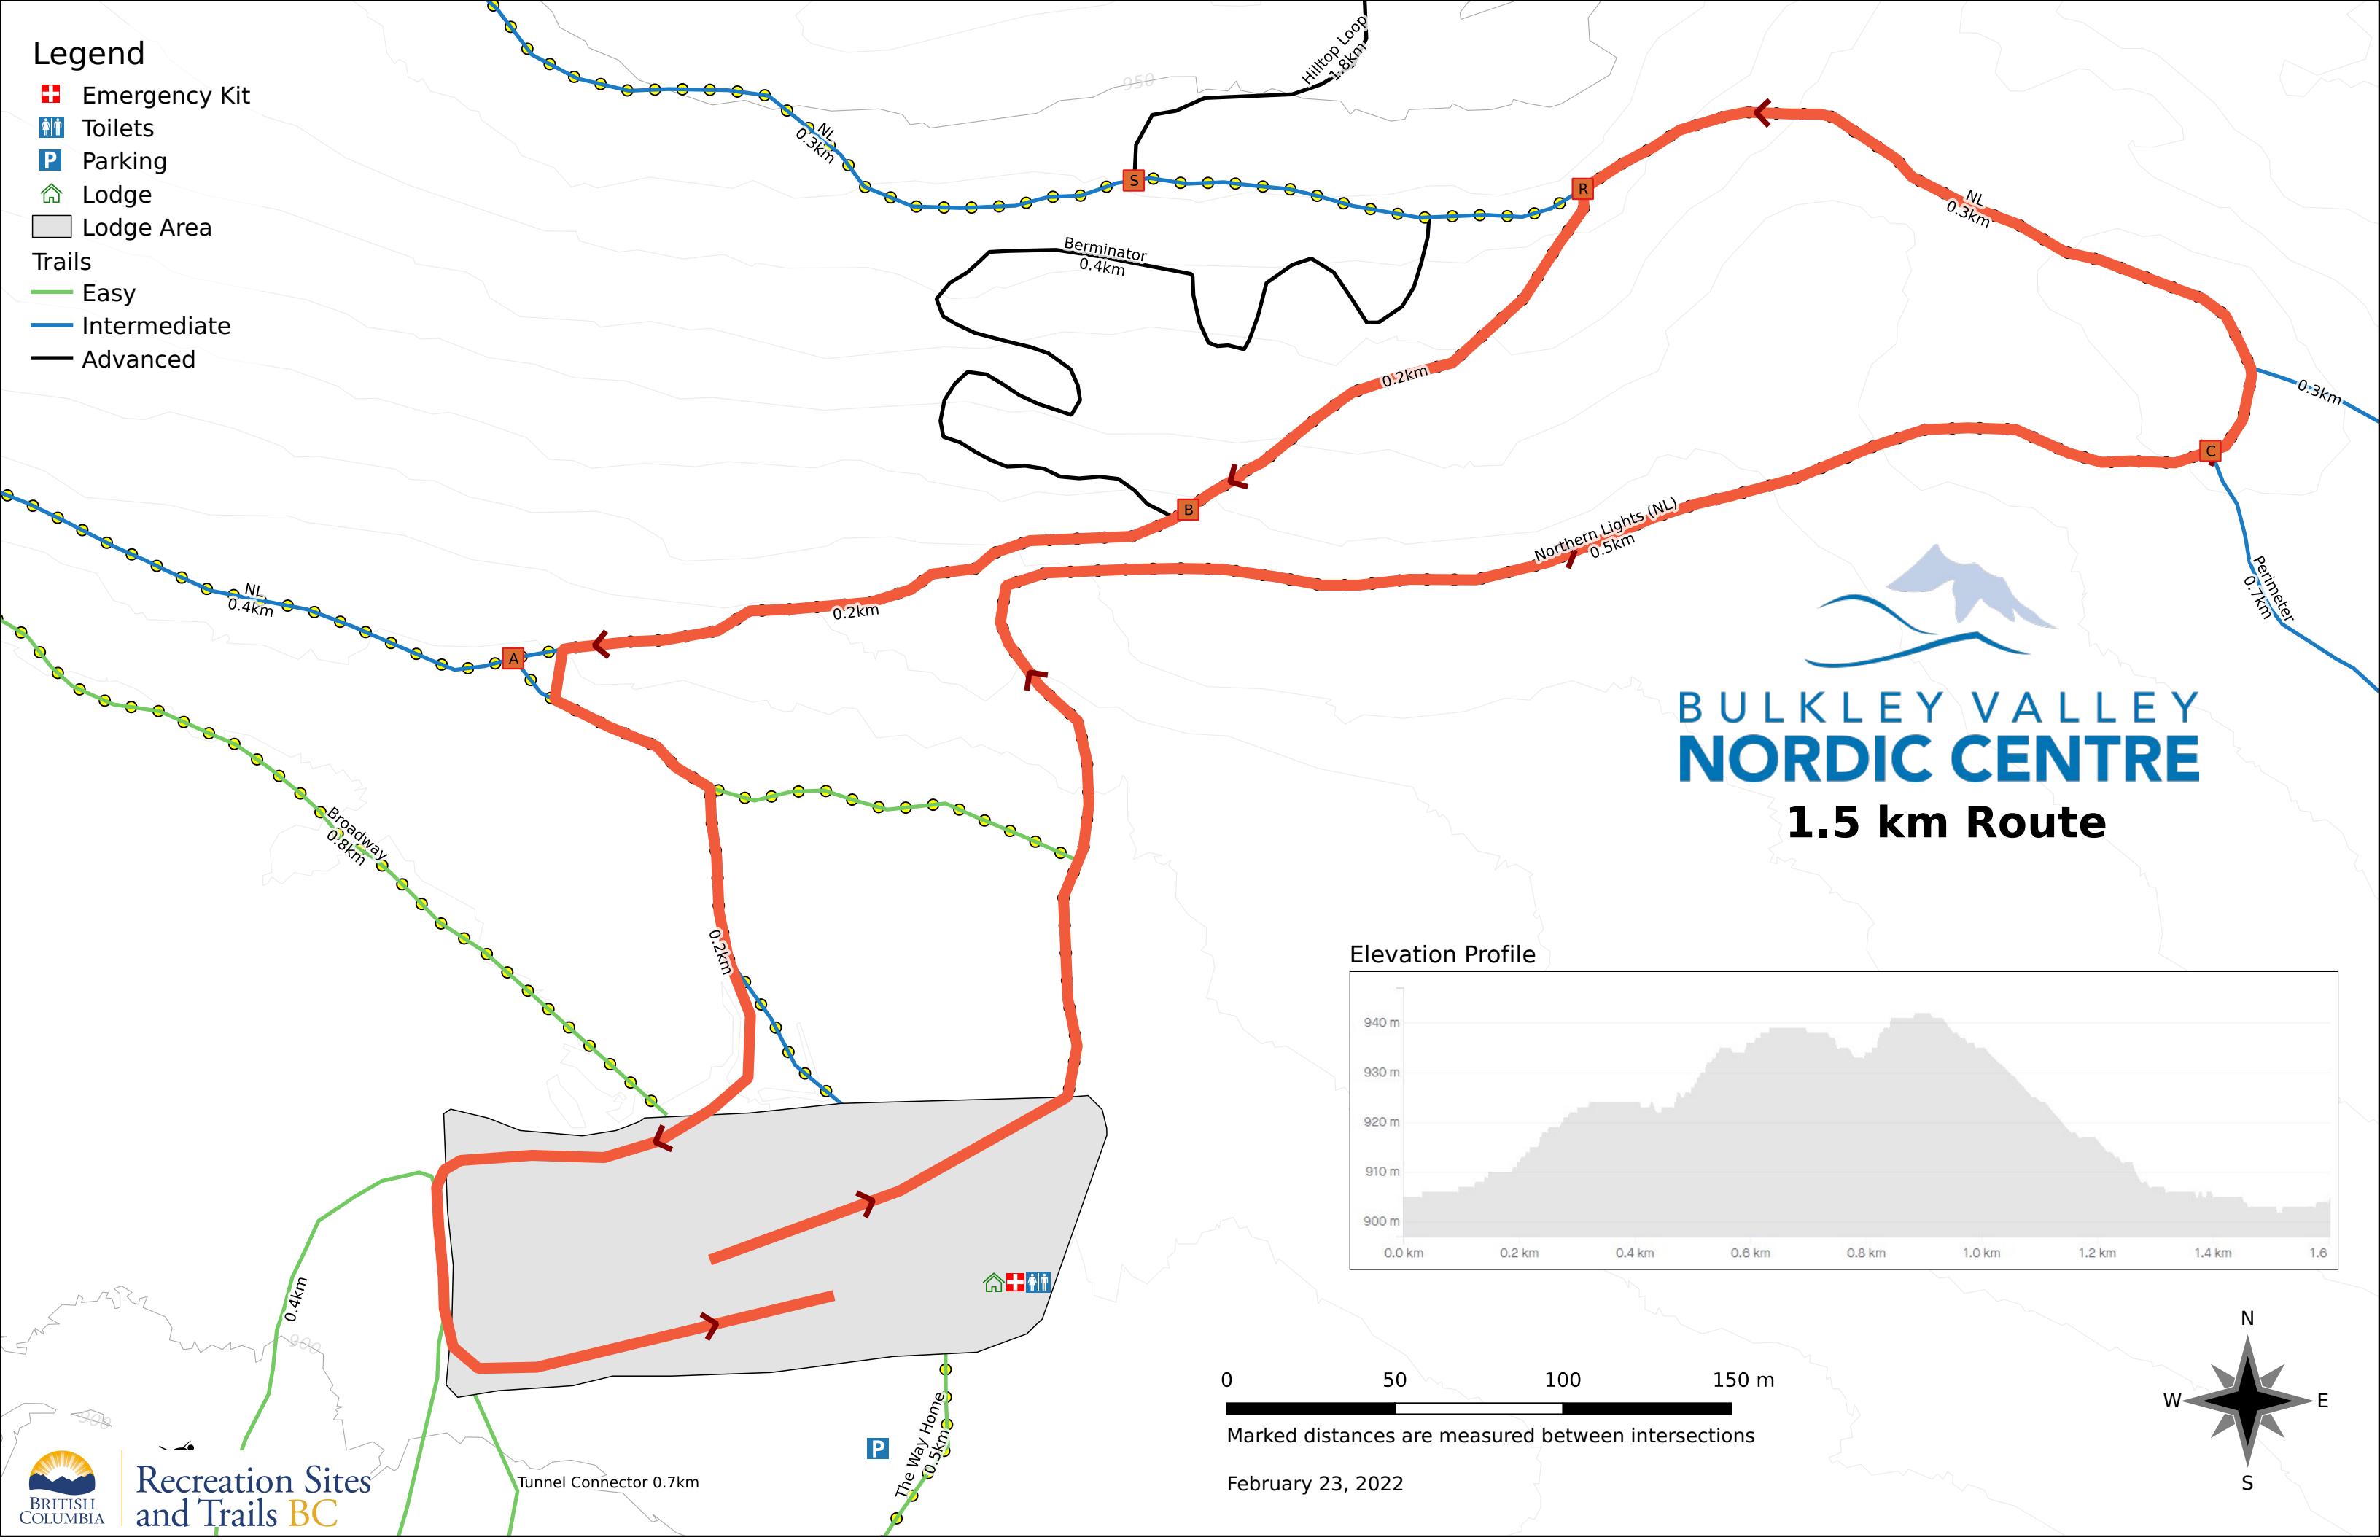 Legend
Emergency Kit
Toilets
P
Parking
Lodge
Lodge Area
Trails
Easy
Intermediate
Advanced
950
Hilltop Loop
1.8km
NL
0.3km
S
R
NL
0.3km
Berminator
0.4km
0.2km
0.3km
C
B
Northern Lights (NL)
0.5km
Perimeter
0.7km
NL
0.4km
0.2km
A
BULKLEY VALLEY
NORDIC CENTRE
1.5 km Route
Broadway
0.8km
0.2km
Elevation Profile
940 m
930 m
920 m
910 m
900 m
0.0 km
0.2 km
0.4 km
0.6 km
0.8 km
1.0 km
1.2 km
1.4 km
1.6
0.4km
900
900
P
The Way Home
0.5km
Tunnel Connector 0.7km
0
50
100
150 m
Marked distances are measured between intersections
February 23, 2022
N
W
E
S
BRITISH
COLUMBIA
Recreation Sites
and Trails BC